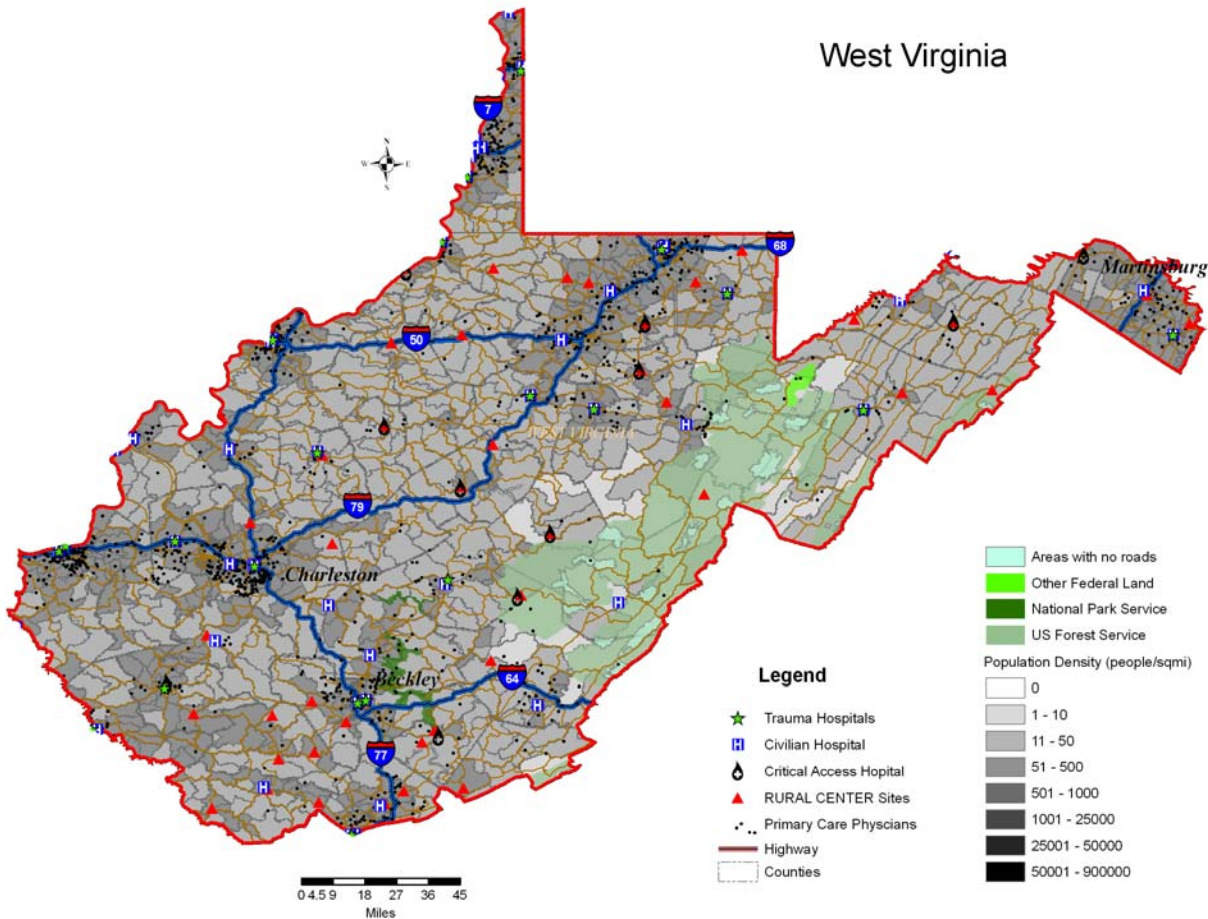 West Virginia
7
N
W E
S
68
Martinsburg
50
WEST VIRGINIA
79
Charleston
Beckley
64
77
Areas with no roads
Other Federal Land
National Park Service
US Forest Service
Population Density (people/sqmi)
0
1 - 10
11 - 50
51 - 500
501 - 1000
1001 - 25000
25001 - 50000
50001 - 900000
Legend
Trauma Hospitals
H Civilian Hospital
Critical Access Hopital
RURAL CENTER Sites
Primary Care Physcians
Highway
Counties
0 4.5 9 18 27 36 45
Miles